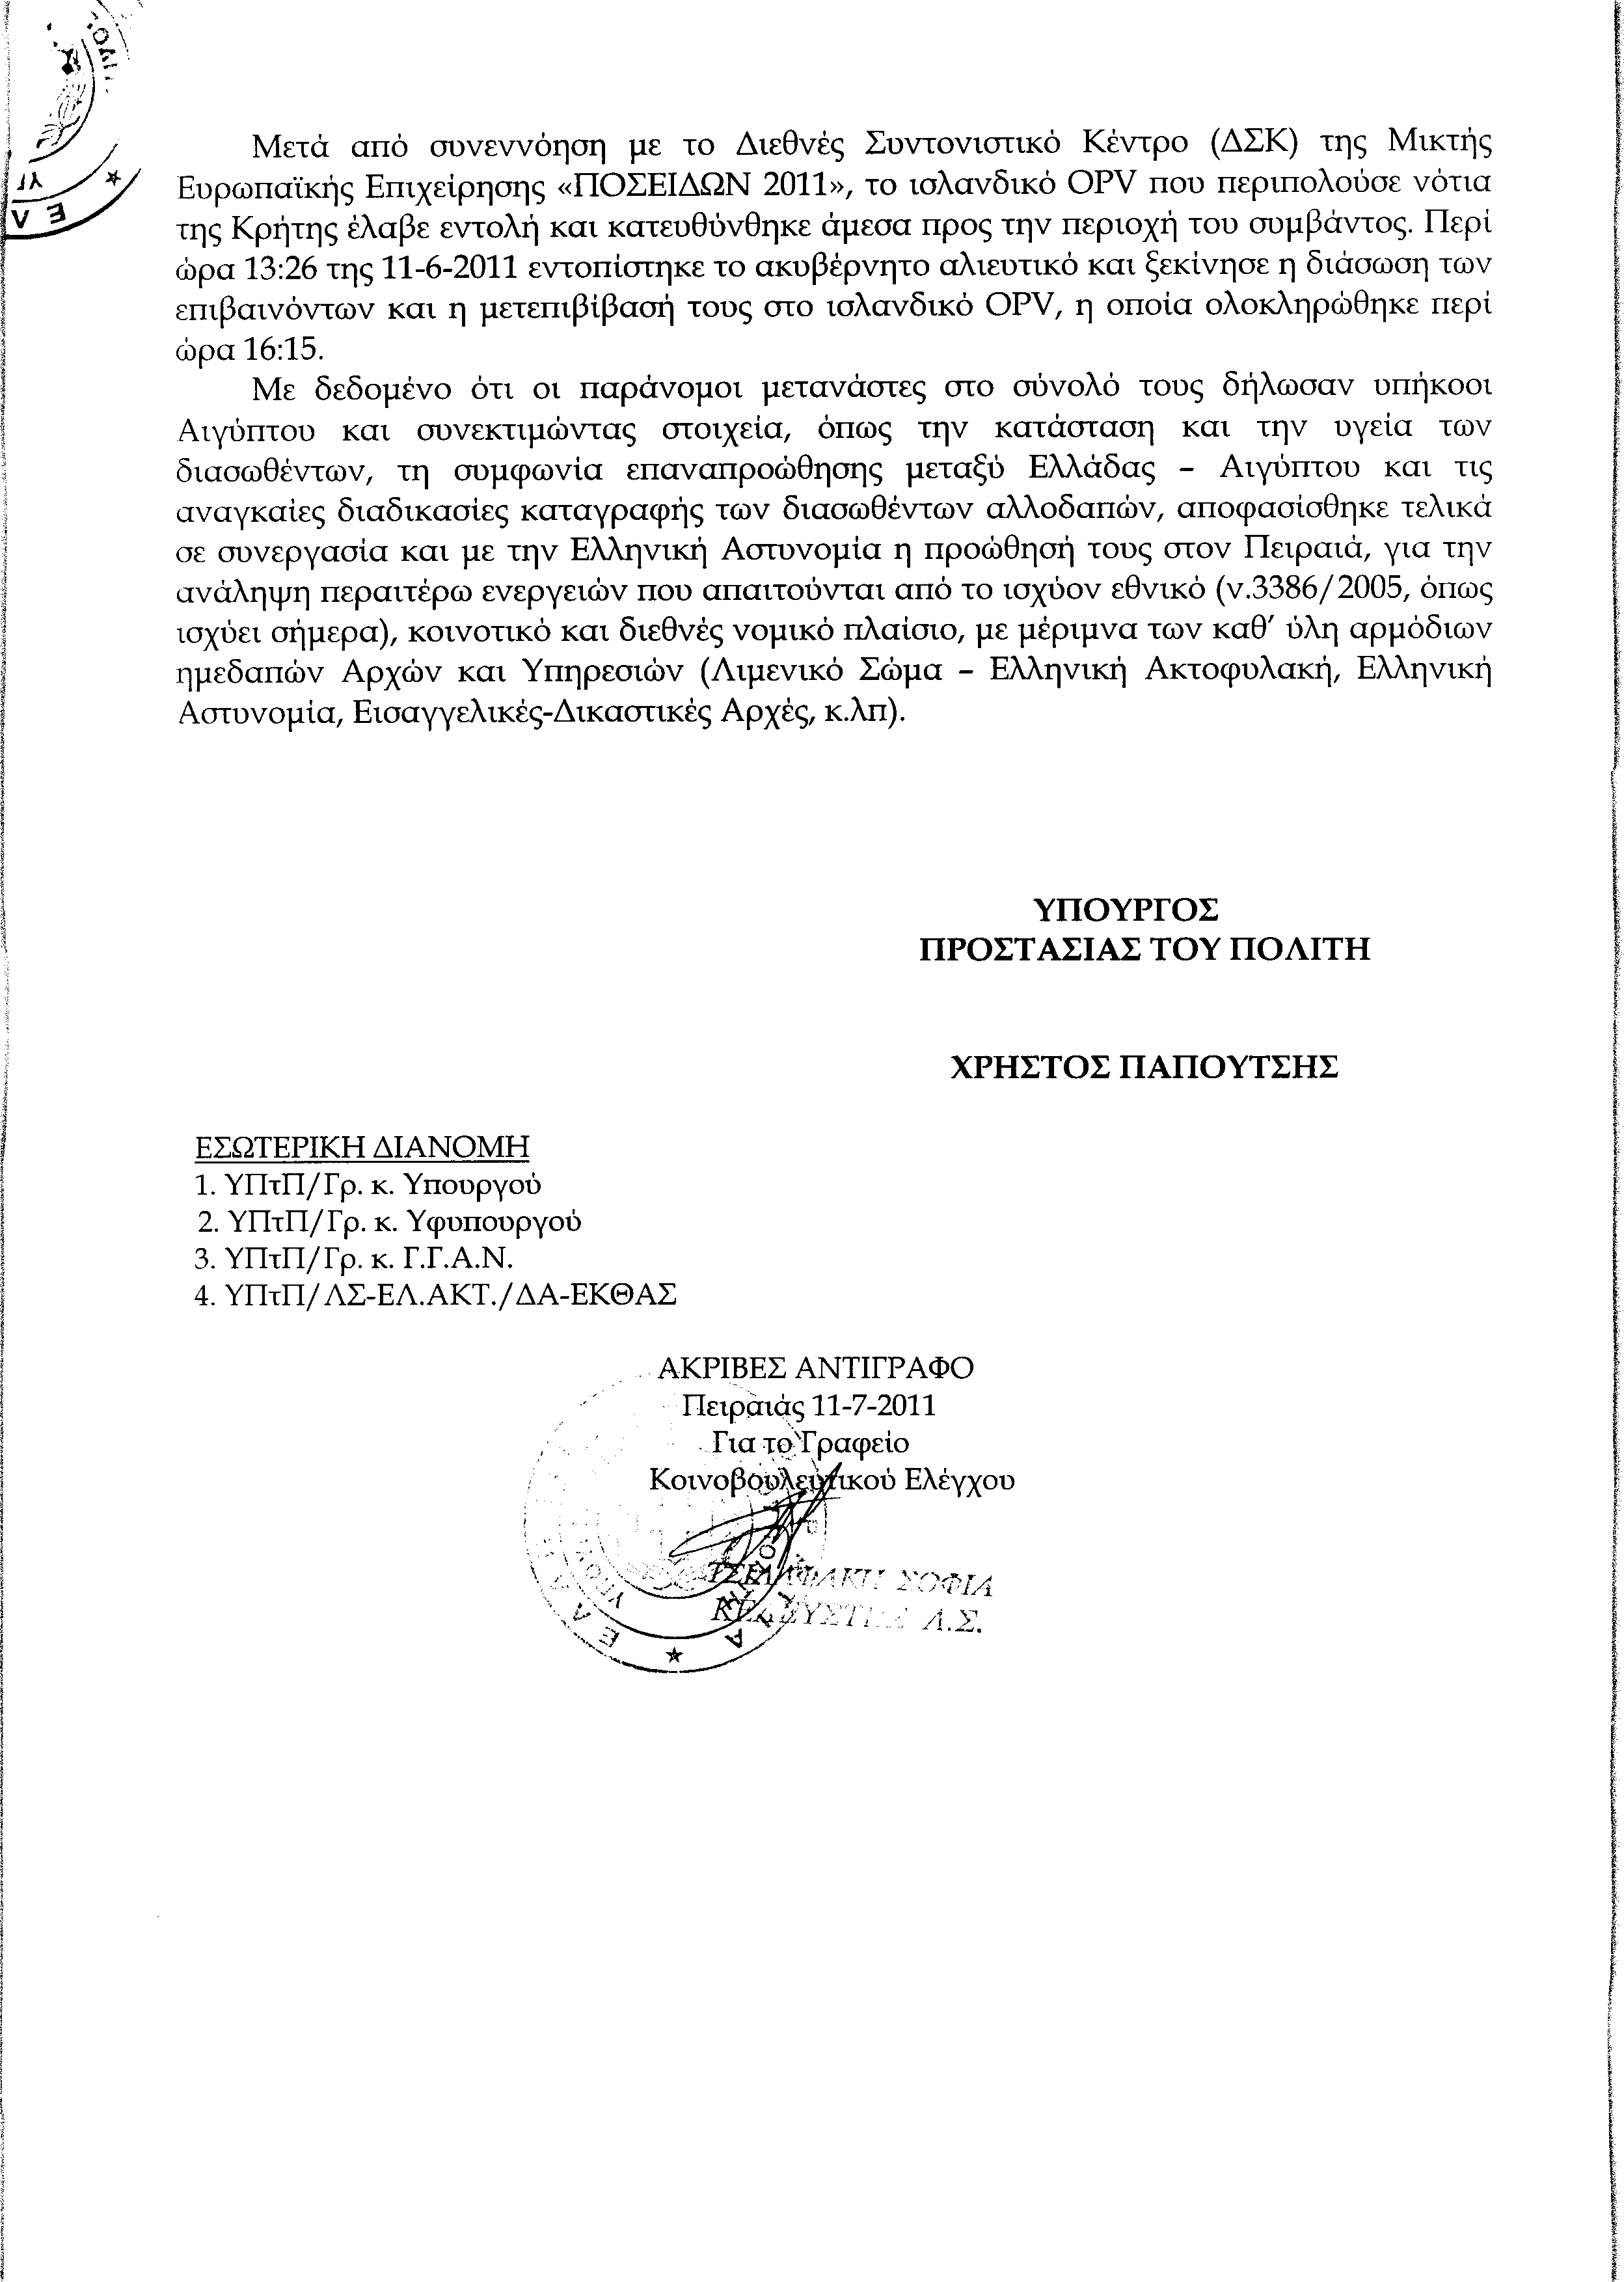 Μετά από συνεννόηση με το Διεθνές Συντονιστικό Κέντρο (ΔΣΚ) της Μικτής
Ευρωπαϊκής Επιχείρησης «ΠΟΣΕΙΔΩΝ 2011», το ισλανδικό OPV που περιπολούσε νότια
της Κρήτης έλαβε εντολή και κατευθύνθηκε άμεσα προς την περιοχή του συμβάντος. Περί
ώρα 13:26 της 11-6-2011 εντοπίστηκε το ακυβέρνητο αλιευτικό και ξεκίνησε η διάσωση των
επιβαινόντων και η μετεπιβίβασή τους στο ισλανδικό OPV, η οποία ολοκληρώθηκε περί
ώρα 16:15.
Με δεδομένο ότι οι παράνομοι μετανάστες στο σύνολό τους δήλωσαν υπήκοοι
Αιγύπτου και συνεκτιμώντας στοιχεία, όπως την κατάσταση και την υγεία των
διασωθέντων, τη συμφωνία επαναπροώθησης μεταξύ Ελλάδας – Αιγύπτου και τις
αναγκαίες διαδικασίες καταγραφής των διασωθέντων αλλοδαπών, αποφασίσθηκε τελικά
σε συνεργασία και με την Ελληνική Αστυνομία η προώθησή τους στον Πειραιά, για την
ανάληψη περαιτέρω ενεργειών που απαιτούνται από το ισχύον εθνικό (ν.3386/2005, όπως
ισχύει σήμερα), κοινοτικό και διεθνές νομικό πλαίσιο, με μέριμνα των καθ' ύλη αρμόδιων
ημεδαπών Αρχών και Υπηρεσιών (Λιμενικό Σώμα – Ελληνική Ακτοφυλακή, Ελληνική
Αστυνομία, Εισαγγελικές-Δικαστικές Αρχές, κ.λπ).
ΥΠΟΥΡΓΟΣ
ΠΡΟΣΤΑΣΙΑΣ ΤΟΥ ΠΟΛΙΤΗ
ΧΡΗΣΤΟΣ ΠΑΠΟΥΤΣΗΣ
ΕΣΩΤΕΡΙΚΗ ΔΙΑΝΟΜΗ
1. ΥΠτΠ/Γρ. κ. Υπουργού
2. ΥΠτΠ/Γρ. κ. Υφυπουργού
3. ΥΠτΠ/Γρ. κ. Γ.Γ.Α.Ν.
4. ΥΠτΠ/ΛΣ-ΕΛ.ΑΚΤ./ΔΑ-ΕΚΘΑΣ
ΑΚΡΙΒΕΣ ΑΝΤΙΓΡΑΦΟ
Πειραιάς 11-7-2011
Για το Γραφείο
Κοινοβουλευτικού Ελέγχου
ΣΟΦΙΑ
Λ.Σ.